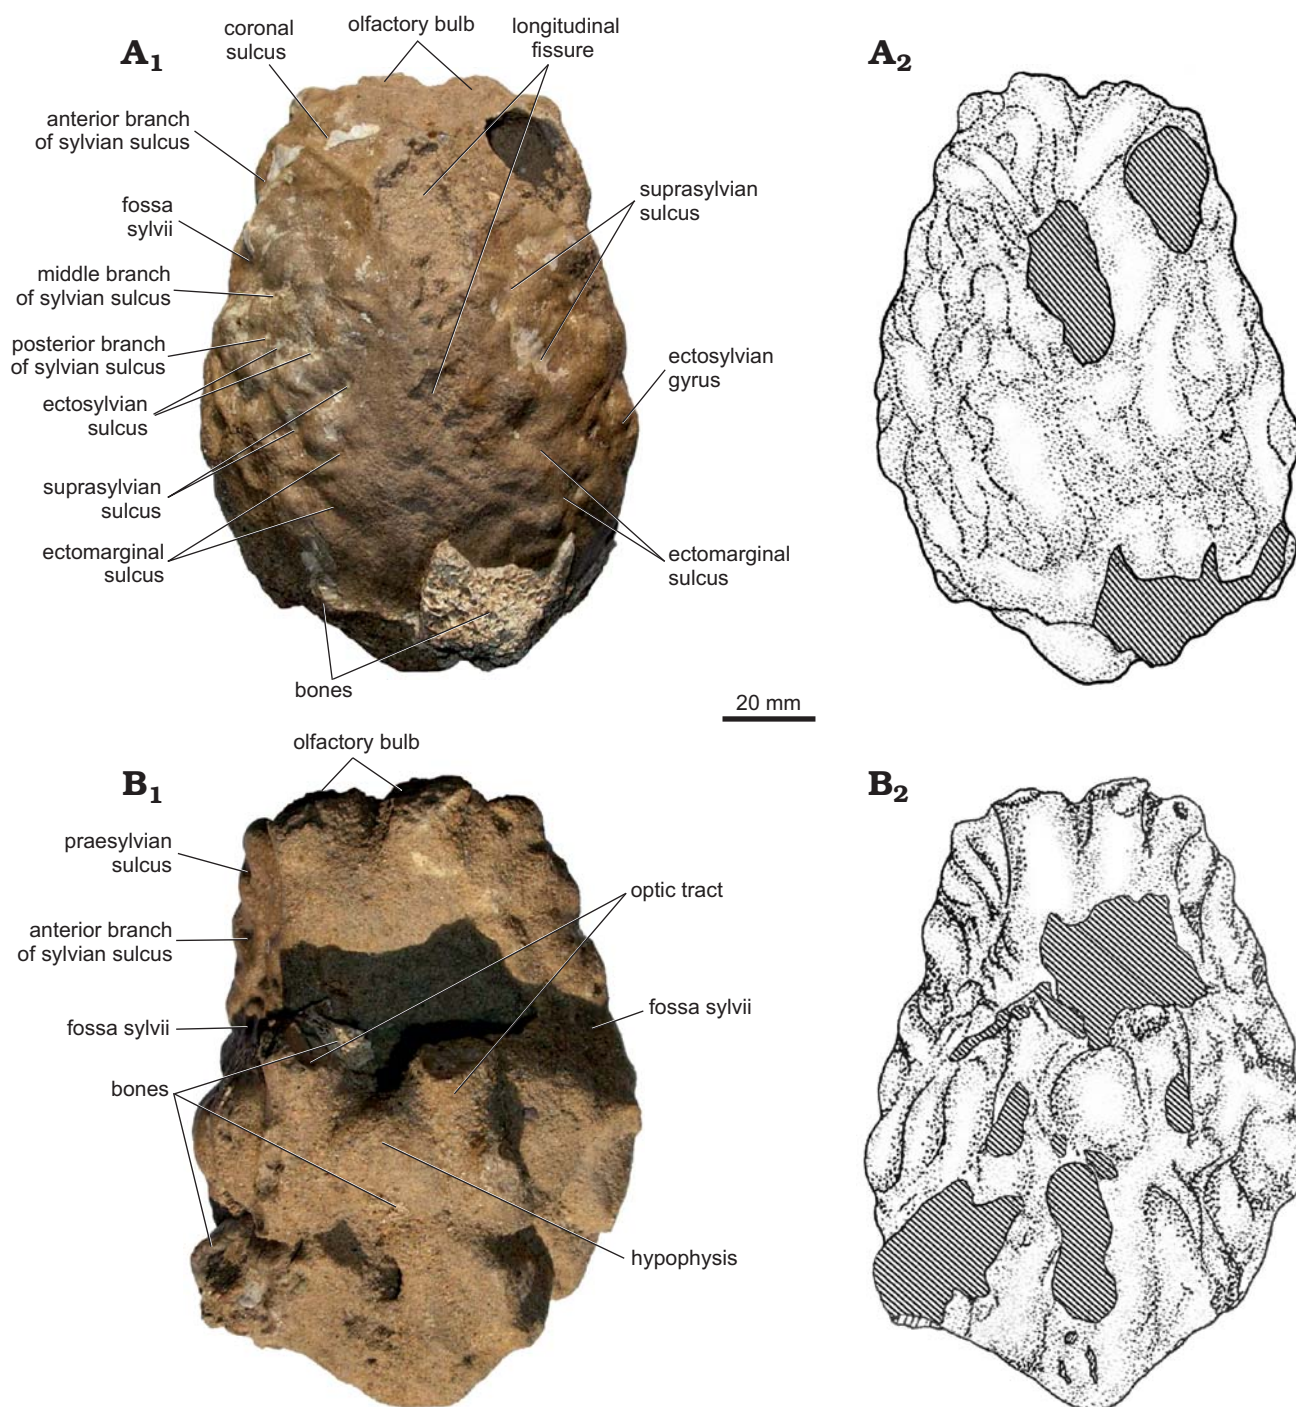 A1
coronal
sulcus
olfactory bulb
longitudinal
fissure
A2
anterior branch
of sylvian sulcus
fossa
sylvii
suprasylvian
sulcus
middle branch
of sylvian sulcus
posterior branch
of sylvian sulcus
ectosylvian
gyrus
ectosylvian
sulcus
suprasylvian
sulcus
ectomarginal
sulcus
ectomarginal
sulcus
bones
20 mm
olfactory bulb
B1
B2
praesylvian
sulcus
optic tract
anterior branch
of sylvian sulcus
fossa sylvii
fossa sylvii
bones
hypophysis